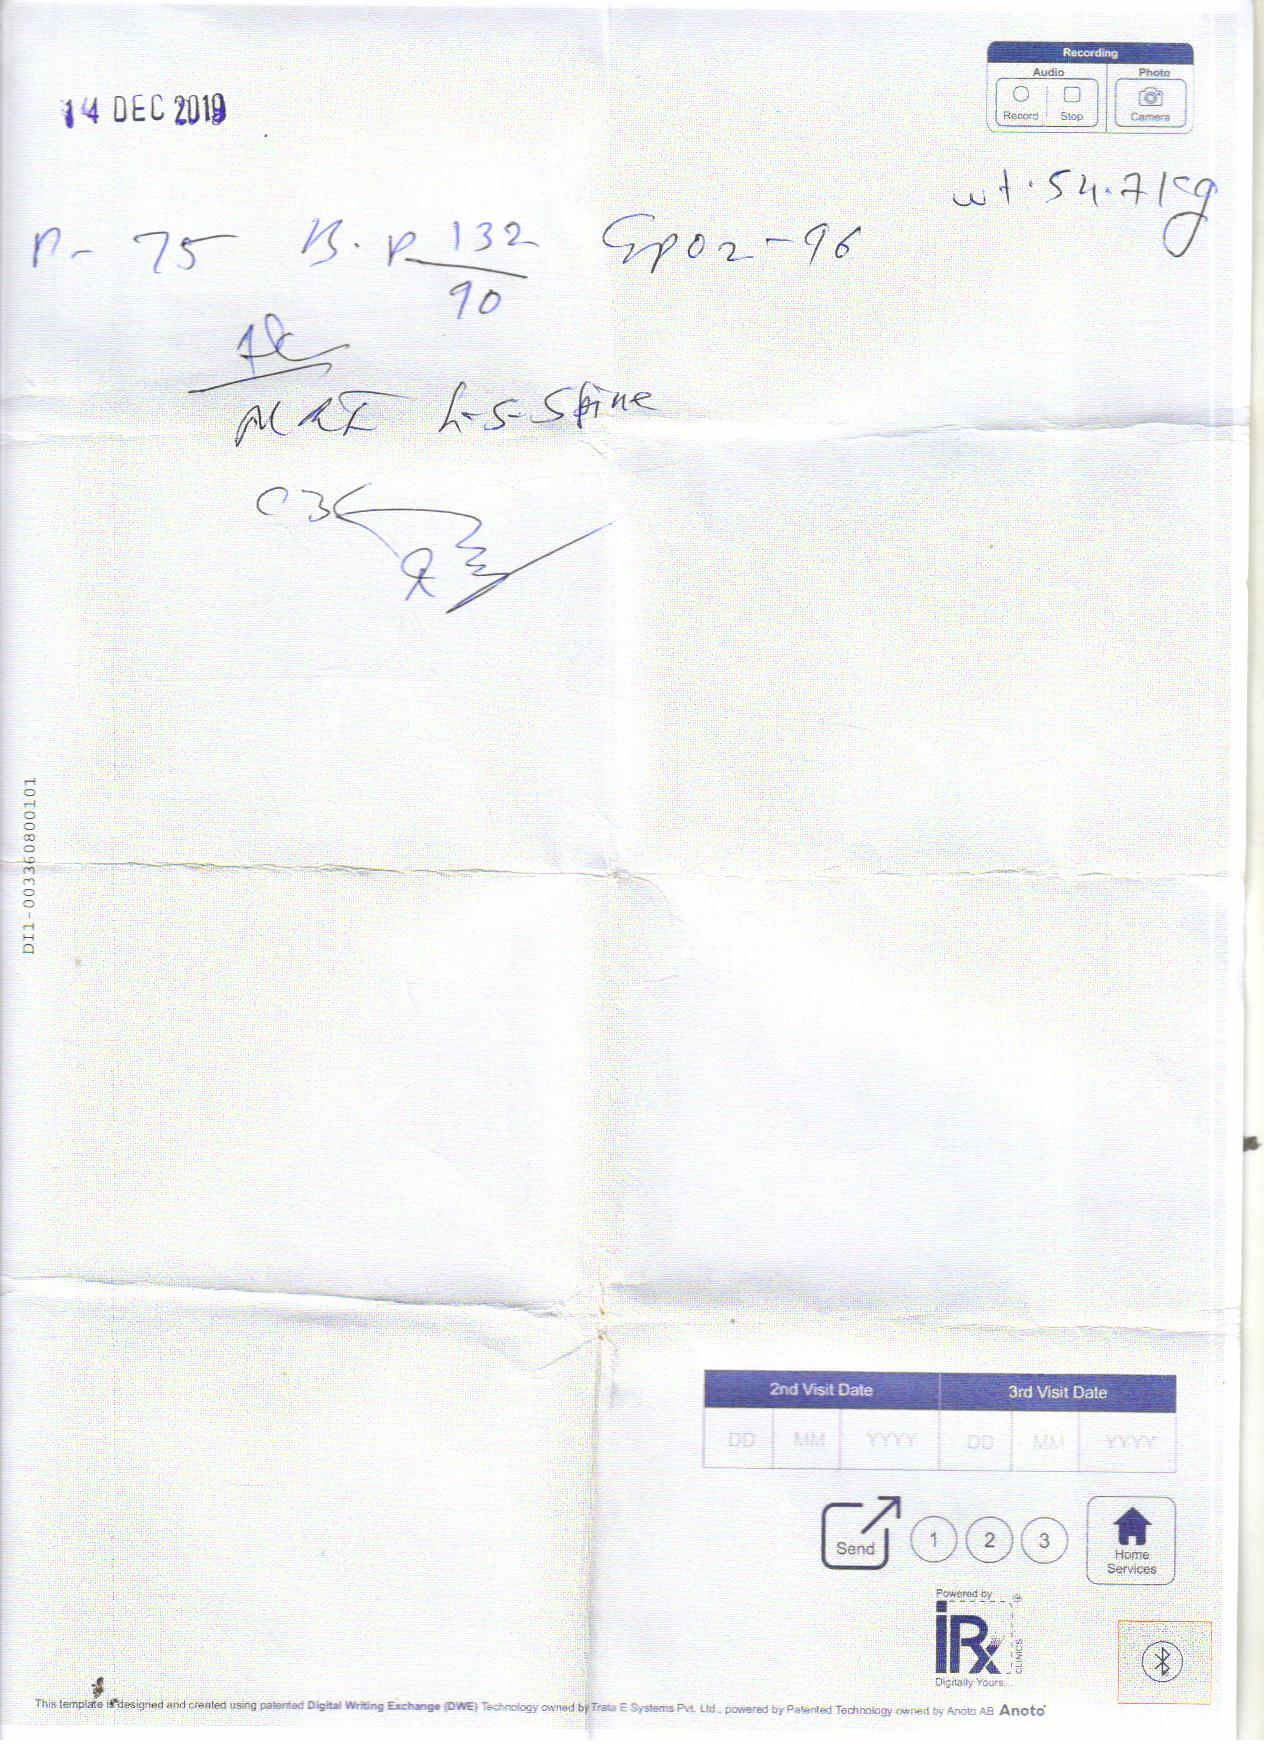 Recording
Audio Photo
Record Stop Camera
14 DEC 2019
wt. 54.7 kg
P- 75 B.P 132/90 Spo2-96
MRI L-S-Spine
DI1-003360800101
2nd Visit Date 3rd Visit Date
DD MM YYYY DD MM YYYY
Send 1 2 3 Home Services
Powered by
iRx CLINICS
Digitally Yours...
This template is designed and created using patented Digital Writing Exchange (DWE) Technology owned by Trata E Systems Pvt. Ltd., powered by Patented Technology owned by Anoto AB Anoto